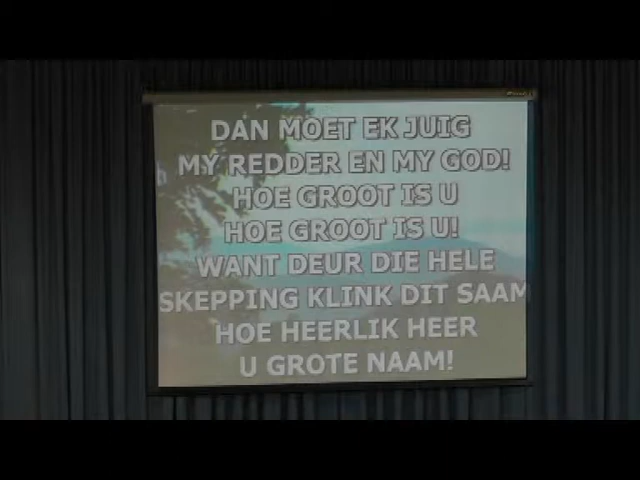 DAN MOET EK JUIG
MY REDDER EN MY GOD!
HOE GROOT IS U
HOE GROOT IS U!
WANT DEUR DIE HELE
SKEPPING KLINK DIT SAAM
HOE HEERLIK HEER
U GROTE NAAM!